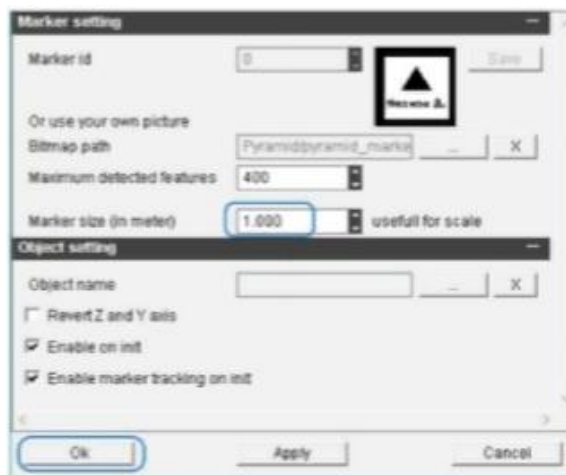 Marker setting
Marker id 0 Save
Or use your own picture
Bitmap path Pyramid\pyramid_marke ... X
Maximum detected features 400
Marker size (in meter) 1.000 usefull for scale
Object setting
Object name ... X
Revert Z and Y axis
Enable on init
Enable marker tracking on init
Ok Apply Cancel